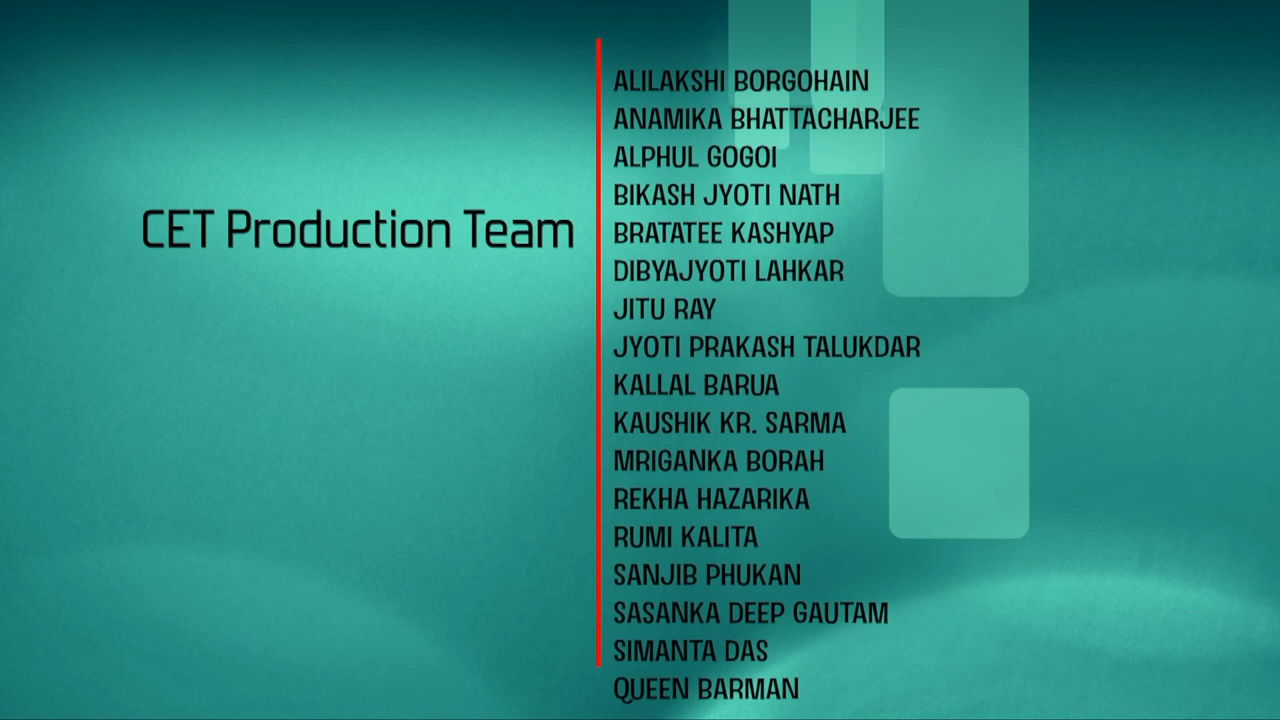 CET Production Team
ALILAKSHI BORGOHAIN
ANAMIKA BHATTACHARJEE
ALPHUL GOGOI
BIKASH JYOTI NATH
BRATATEE KASHYAP
DIBYAJYOTI LAHKAR
JITU RAY
JYOTI PRAKASH TALUKDAR
KALLAL BARUA
KAUSHIK KR. SARMA
MRIGANKA BORAH
REKHA HAZARIKA
RUMI KALITA
SANJIB PHUKAN
SASANKA DEEP GAUTAM
SIMANTA DAS
QUEEN BARMAN